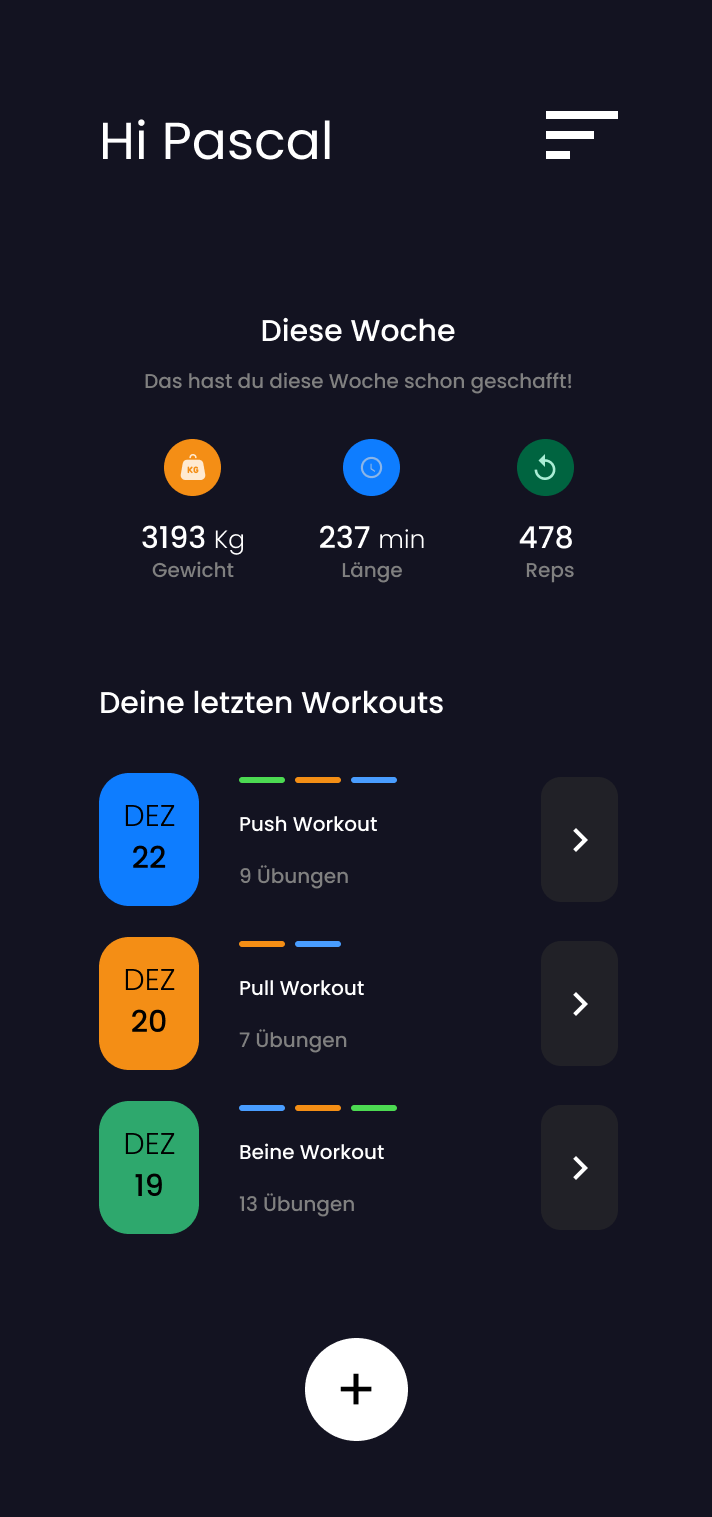 Hi Pascal
Diese Woche
Das hast du diese Woche schon geschafft!
KG
3193 Kg
Gewicht
237 min
Länge
478
Reps
Deine letzten Workouts
DEZ
22
Push Workout
9 Übungen
DEZ
20
Pull Workout
7 Übungen
DEZ
19
Beine Workout
13 Übungen